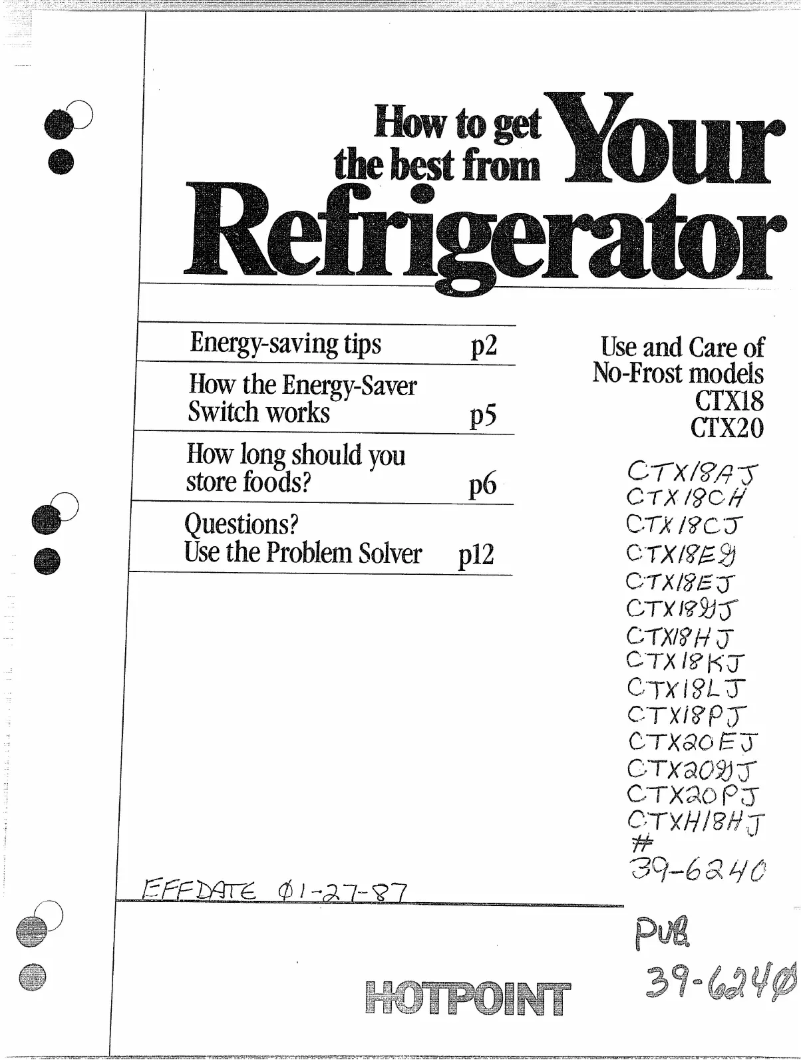 How to get
the best from Your
Refrigerator
Energy-saving tips p2
How the Energy-Saver
Switch works p5
How long should you
store foods? p6
Questions?
Use the Problem Solver p12
Use and Care of
No-Frost models
CTX18
CTX20
CTX18AJ
CTX18CH
CTX18CJ
CTX18EG
CTX18EJ
CTX18GJ
CTX18HJ
CTX18KJ
CTX18LJ
CTX18PJ
CTX20EJ
CTX20GJ
CTX20PJ
CTXH18HJ
#
39-6240
EFFDATE 01-27-87
PUB.
39-6240
HOTPOINT